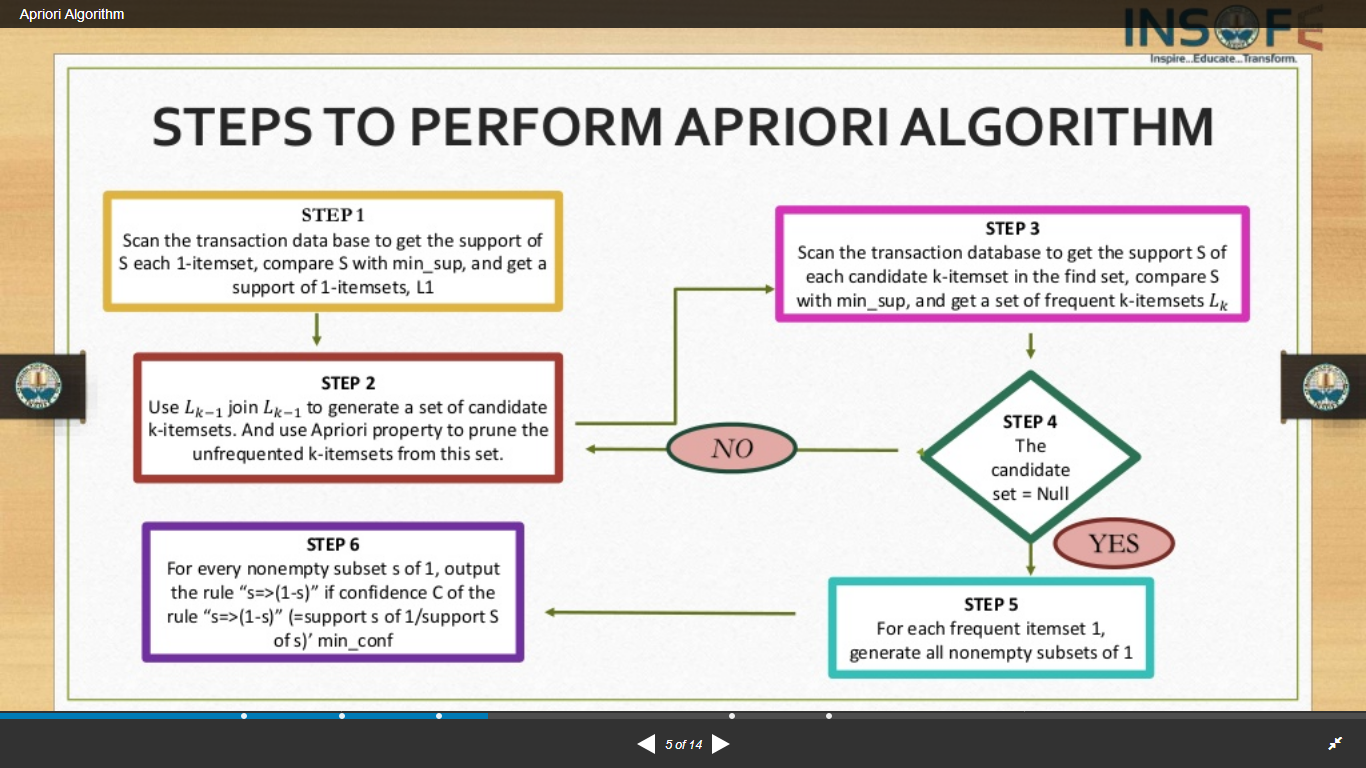 Apriori Algorithm
INSOFE
Inspire...Educate...Transform.
STEPS TO PERFORM APRIORI ALGORITHM
STEP 1
Scan the transaction data base to get the support of
S each 1-itemset, compare S with min_sup, and get a
support of 1-itemsets, L1
STEP 2
Use Lₖ₋₁ join Lₖ₋₁ to generate a set of candidate
k-itemsets. And use Apriori property to prune the
unfrequented k-itemsets from this set.
STEP 3
Scan the transaction database to get the support S of
each candidate k-itemset in the find set, compare S
with min_sup, and get a set of frequent k-itemsets Lₖ
STEP 4
The
candidate
set = Null
NO
YES
STEP 5
For each frequent itemset 1,
generate all nonempty subsets of 1
STEP 6
For every nonempty subset s of 1, output
the rule “s=>(1-s)” if confidence C of the
rule “s=>(1-s)” (=support s of 1/support S
of s)’ min_conf
5 of 14